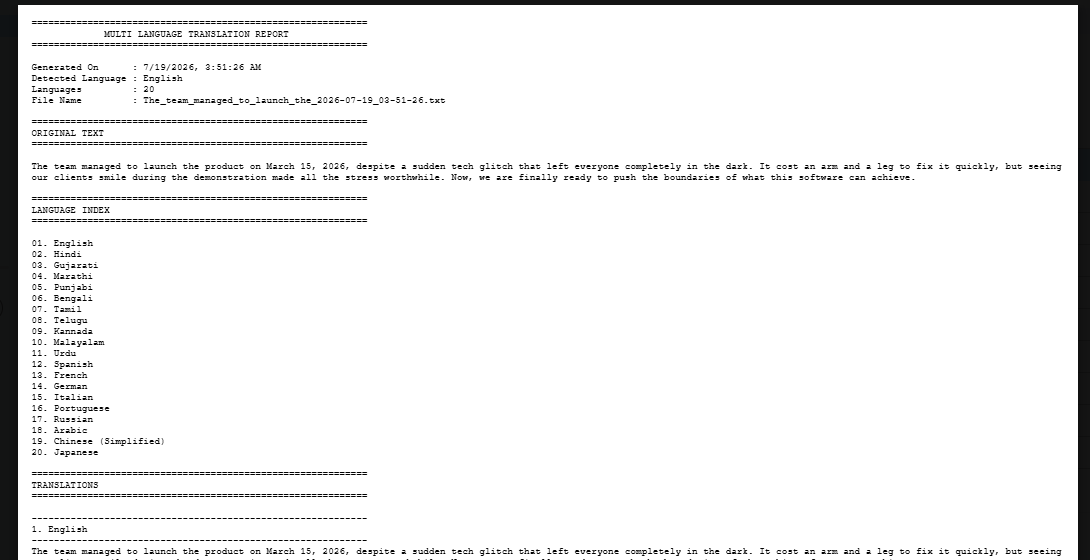 ============================================================
MULTI LANGUAGE TRANSLATION REPORT
============================================================
Generated On      : 7/19/2026, 3:51:26 AM
Detected Language : English
Languages         : 20
File Name         : The_team_managed_to_launch_the_2026-07-19_03-51-26.txt
============================================================
ORIGINAL TEXT
============================================================
The team managed to launch the product on March 15, 2026, despite a sudden tech glitch that left everyone completely in the dark. It cost an arm and a leg to fix it quickly, but seeing
our clients smile during the demonstration made all the stress worthwhile. Now, we are finally ready to push the boundaries of what this software can achieve.
============================================================
LANGUAGE INDEX
============================================================
01. English
02. Hindi
03. Gujarati
04. Marathi
05. Punjabi
06. Bengali
07. Tamil
08. Telugu
09. Kannada
10. Malayalam
11. Urdu
12. Spanish
13. French
14. German
15. Italian
16. Portuguese
17. Russian
18. Arabic
19. Chinese (Simplified)
20. Japanese
============================================================
TRANSLATIONS
============================================================
------------------------------------------------------------
1. English
------------------------------------------------------------
The team managed to launch the product on March 15, 2026, despite a sudden tech glitch that left everyone completely in the dark. It cost an arm and a leg to fix it quickly, but seeing